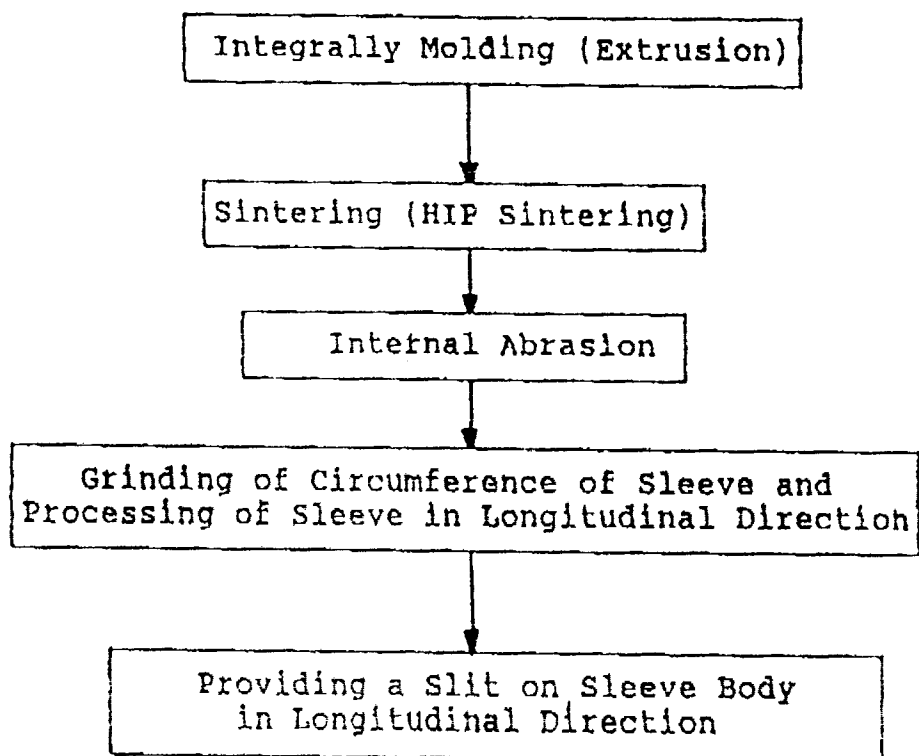 Integrally Molding (Extrusion)
Sintering (HIP Sintering)
Internal Abrasion
Grinding of Circumference of Sleeve and
Processing of Sleeve in Longitudinal Direction
Providing a Slit on Sleeve Body
in Longitudinal Direction